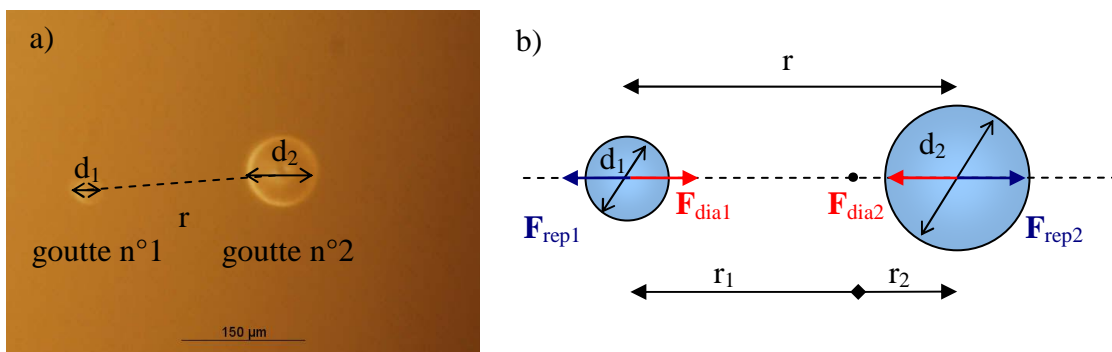 a)
d1
d2
r
goutte n°1
goutte n°2
150 µm
b)
r
d1
d2
Frep1
Fdia1
Fdia2
Frep2
r1
r2